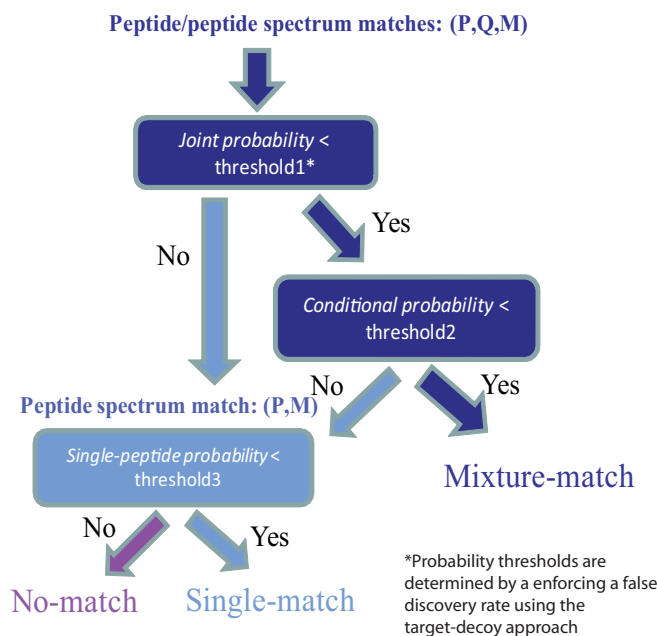 Peptide/peptide spectrum matches: (P,Q,M)
Joint probability <
threshold1*
No
Yes
Conditional probability <
threshold2
No
Yes
Peptide spectrum match: (P,M)
Single-peptide probability <
threshold3
Mixture-match
No
Yes
No-match
Single-match
*Probability thresholds are
determined by a enforcing a false
discovery rate using the
target-decoy approach